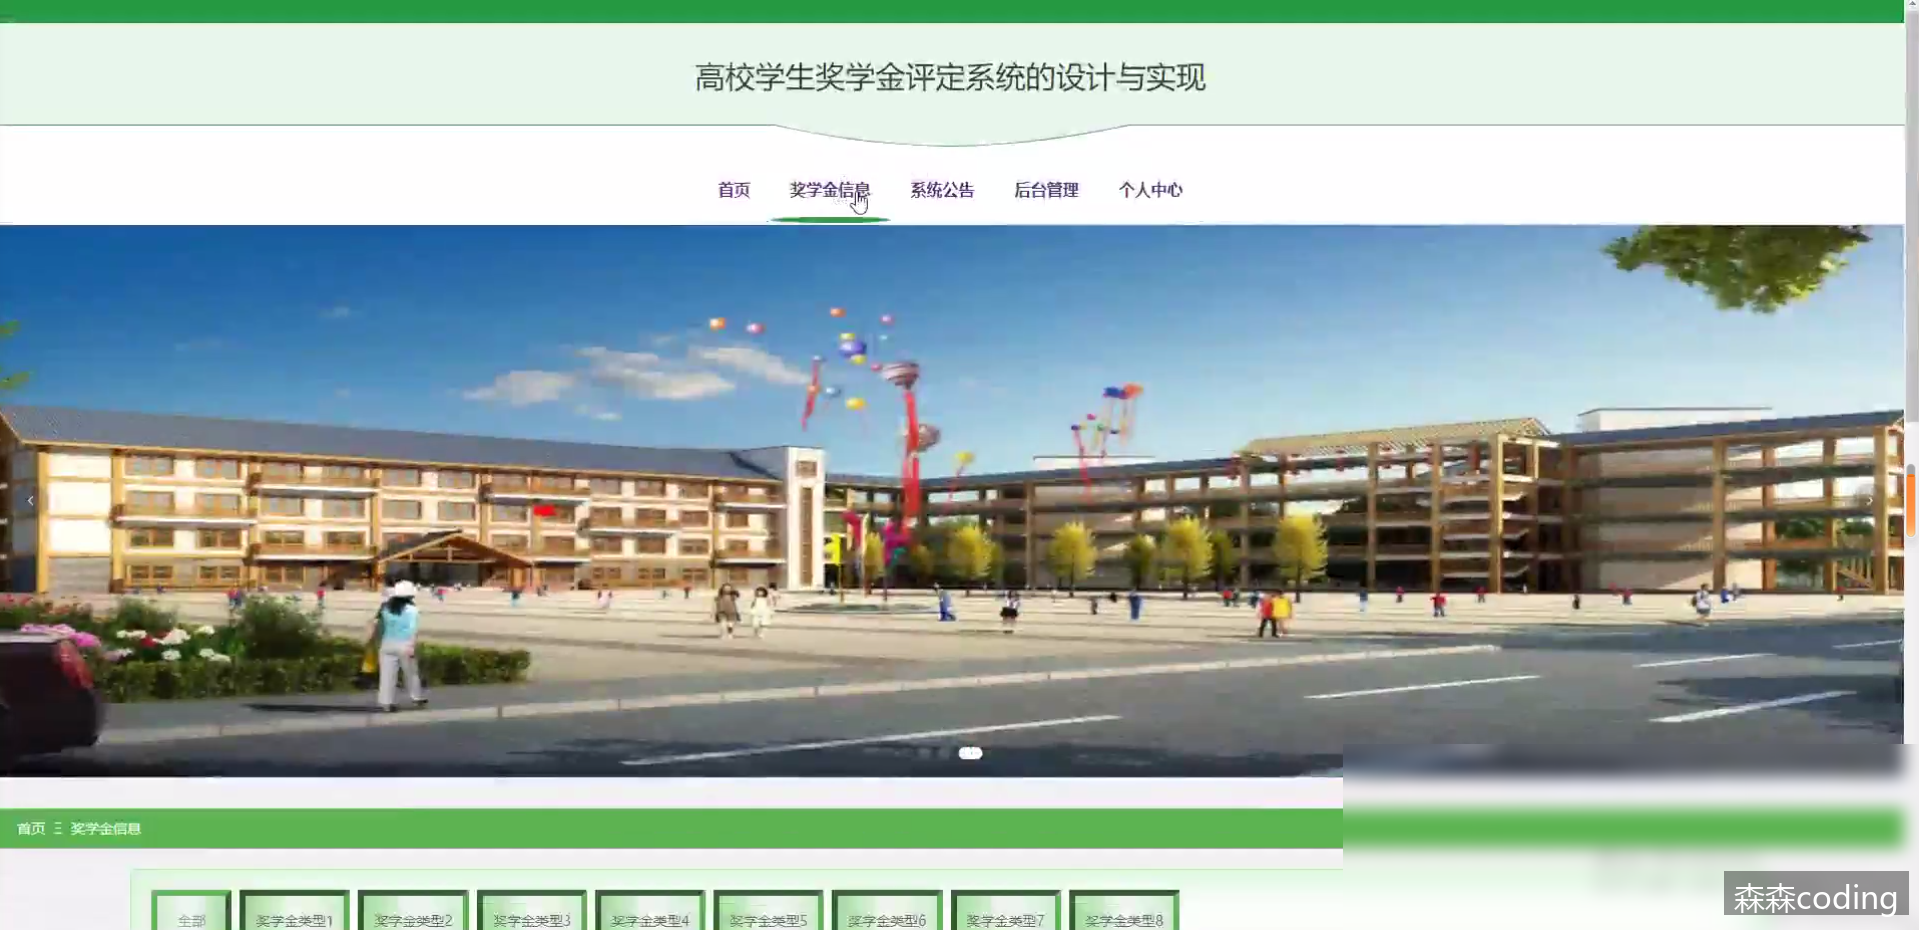 高校学生奖学金评定系统的设计与实现
首页 奖学金信息 系统公告 后台管理 个人中心
首页 Ξ 奖学金信息
全部 奖学金类型1 奖学金类型2 奖学金类型3 奖学金类型4 奖学金类型5 奖学金类型6 奖学金类型7 奖学金类型8
森森coding